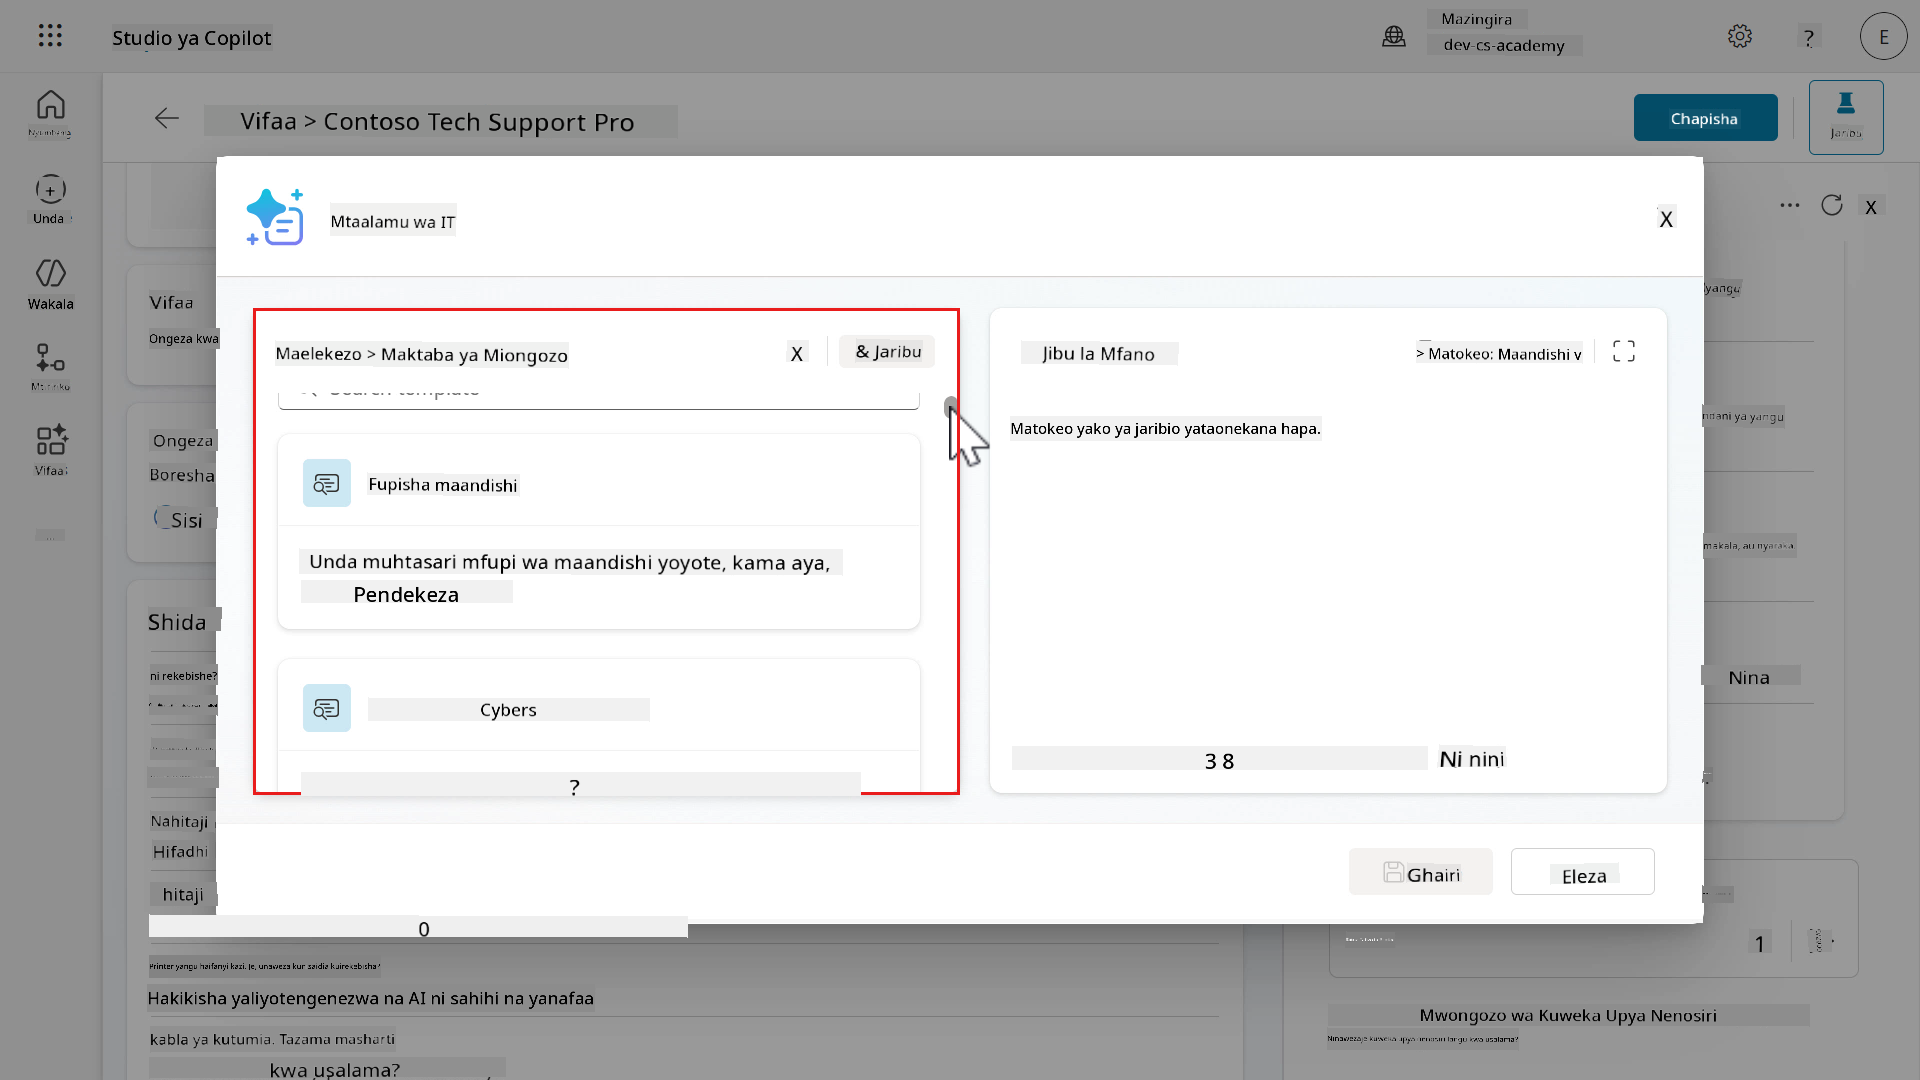 Studio ya Copilot
Mazingira
dev-cs-academy
?
E
Vifaa > Contoso Tech Support Pro
Chapisha
Jaribu
Unda
Wakala
Vifaa
Mtaalamu wa IT
X
X
Vifaa
Ongeza kwa
Maelekezo > Maktaba ya Miongozo
X
& Jaribu
Jibu la Mfano
> Matokeo: Maandishi v
Search template
Matokeo yako ya jaribio yataonekana hapa.
Ongeza
Boresha
Sisi
Fupisha maandishi
Unda muhtasari mfupi wa maandishi yoyote, kama aya,
Pendekeza
ndani ya yangu
makala, au nyaraka.
Shida
ni rekebishe?
Nina
Cybers
3 8
Ni nini
?
Nahitaji
Hifadhi
hitaji
Ghairi
Eleza
0
1
Printer yangu haifanyi kazi. Je, unaweza kun saidia kuirekebisha?
Hakikisha yaliyotengenezwa na AI ni sahihi na yanafaa
kabla ya kutumia. Tazama masharti
kwa usalama?
Mwongozo wa Kuweka Upya Nenosiri
Ninawezaje kuweka upya nenosiri langu kwa usalama?